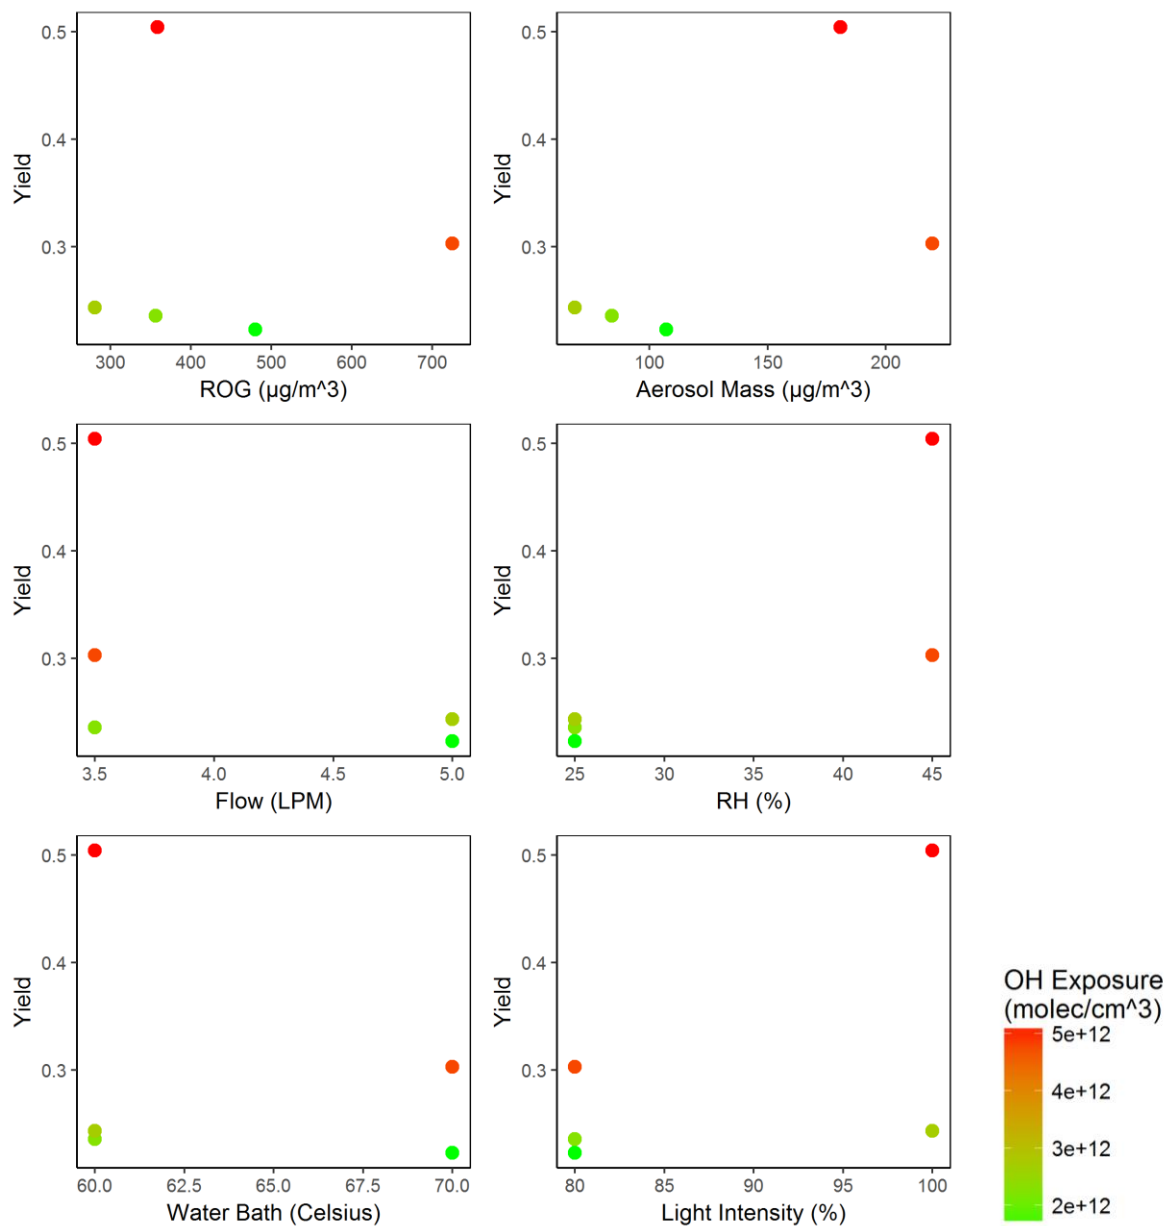 0.5
0.4
0.3
Yield
300 400 500 600 700
ROG (µg/m^3)
Yield
0.5
0.4
0.3
100 150 200
Aerosol Mass (µg/m^3)
0.5
0.4
0.3
Yield
3.5 4.0 4.5 5.0
Flow (LPM)
Yield
0.5
0.4
0.3
25 30 35 40 45
RH (%)
0.5
0.4
0.3
Yield
60.0 62.5 65.0 67.5 70.0
Water Bath (Celsius)
Yield
0.5
0.4
0.3
80 85 90 95 100
Light Intensity (%)
OH Exposure
(molec/cm^3)
5e+12
4e+12
3e+12
2e+12